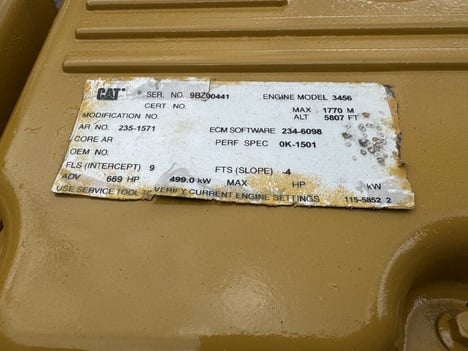 CAT SER. NO. 9BZ00441 ENGINE MODEL 3456
CERT NO. MAX 1770 M
MODIFICATION NO. ALT 5807 FT
AR NO. 235-1571 ECM SOFTWARE 234-6098
CORE AR PERF SPEC 0K-1501
OEM NO.
FLS (INTERCEPT) 9 FTS (SLOPE) -4
ADV 669 HP 499.0 kW MAX HP kW
USE SERVICE TOOL VERIFY CURRENT ENGINE SETTINGS 115-5852 2